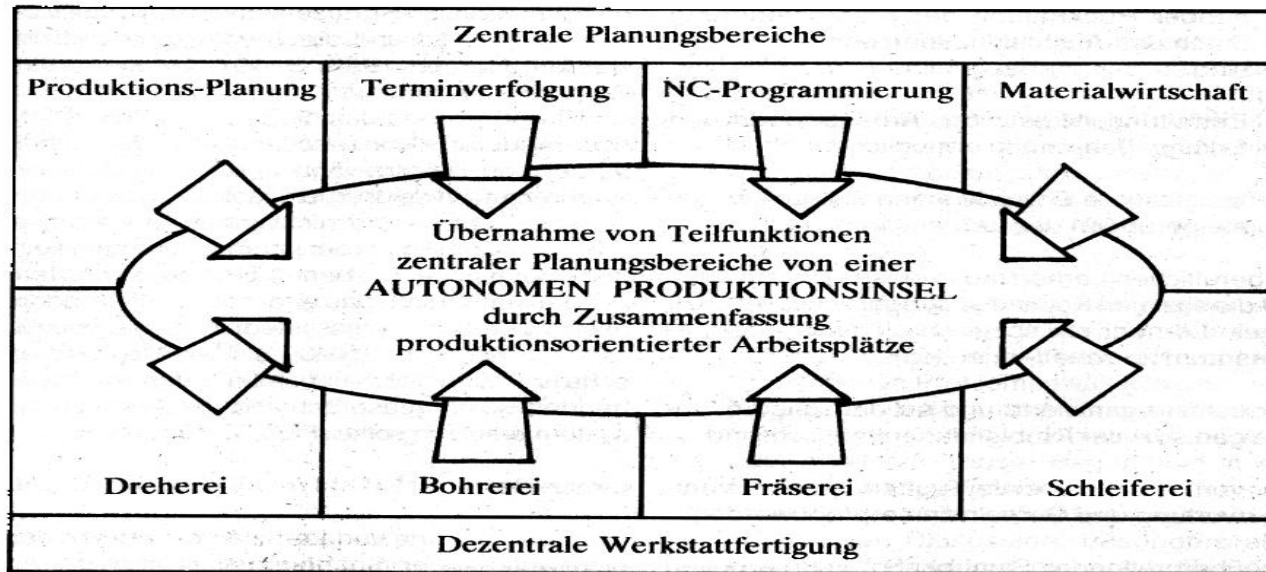 Zentrale Planungsbereiche
Produktions-Planung
Terminverfolgung
NC-Programmierung
Materialwirtschaft
Übernahme von Teilfunktionen
zentraler Planungsbereiche von einer
AUTONOMEN PRODUKTIONSINSEL
durch Zusammenfassung
produktionsorientierter Arbeitsplätze
Dreherei
Bohrerei
Fräserei
Schleiferei
Dezentrale Werkstattfertigung